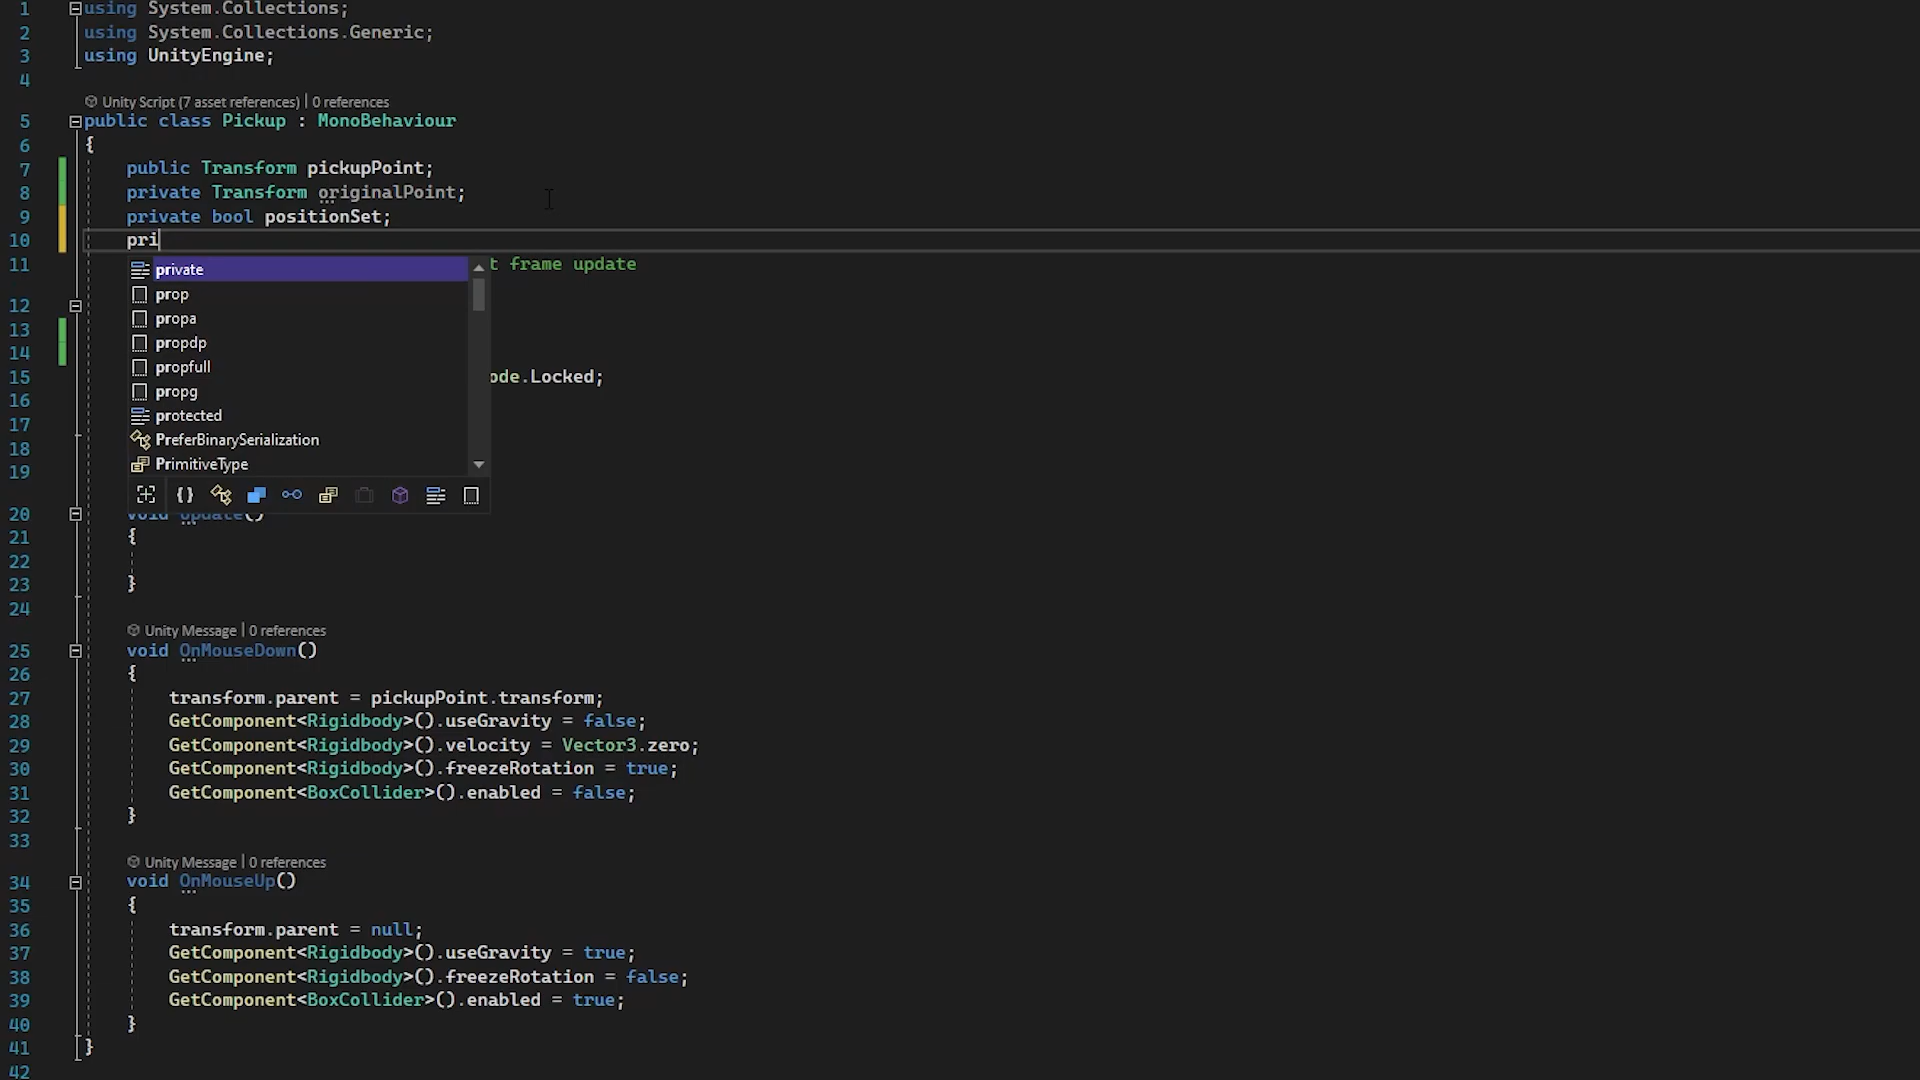 1 using System.Collections;
2 using System.Collections.Generic;
3 using UnityEngine;
4
Unity Script (7 asset references) | 0 references
5 public class Pickup : MonoBehaviour
6 {
7 public Transform pickupPoint;
8 private Transform originalPoint;
9 private bool positionSet;
10 pri
11 t frame update
private
prop
propa
propdp
propfull
propg
protected
PreferBinarySerialization
PrimitiveType
12
13
14
15 ode.Locked;
16
17
18
19
20 void Update()
21 {
22
23 }
24
Unity Message | 0 references
25 void OnMouseDown()
26 {
27 transform.parent = pickupPoint.transform;
28 GetComponent<Rigidbody>().useGravity = false;
29 GetComponent<Rigidbody>().velocity = Vector3.zero;
30 GetComponent<Rigidbody>().freezeRotation = true;
31 GetComponent<BoxCollider>().enabled = false;
32 }
33
Unity Message | 0 references
34 void OnMouseUp()
35 {
36 transform.parent = null;
37 GetComponent<Rigidbody>().useGravity = true;
38 GetComponent<Rigidbody>().freezeRotation = false;
39 GetComponent<BoxCollider>().enabled = true;
40 }
41 }
42